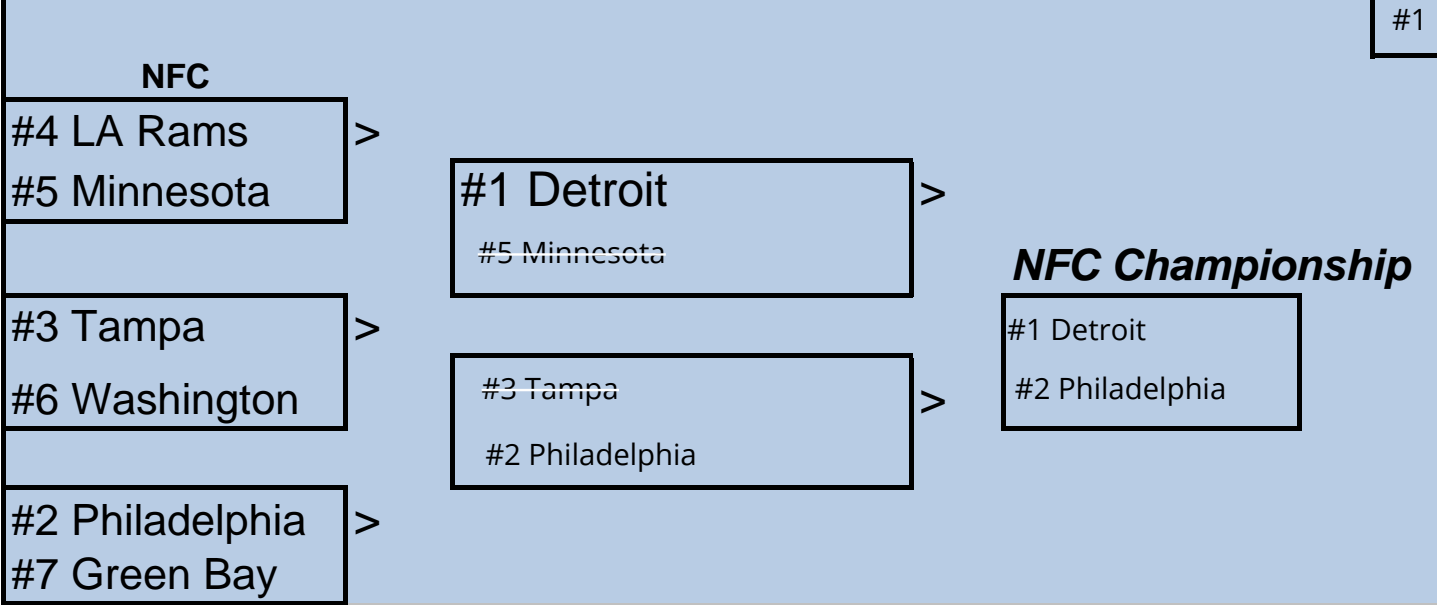 #1
NFC
#4 LA Rams >
#5 Minnesota
#1 Detroit >
#5 Minnesota
NFC Championship
#3 Tampa >
#6 Washington
#1 Detroit
#3 Tampa >
#2 Philadelphia
#2 Philadelphia
#2 Philadelphia >
#7 Green Bay